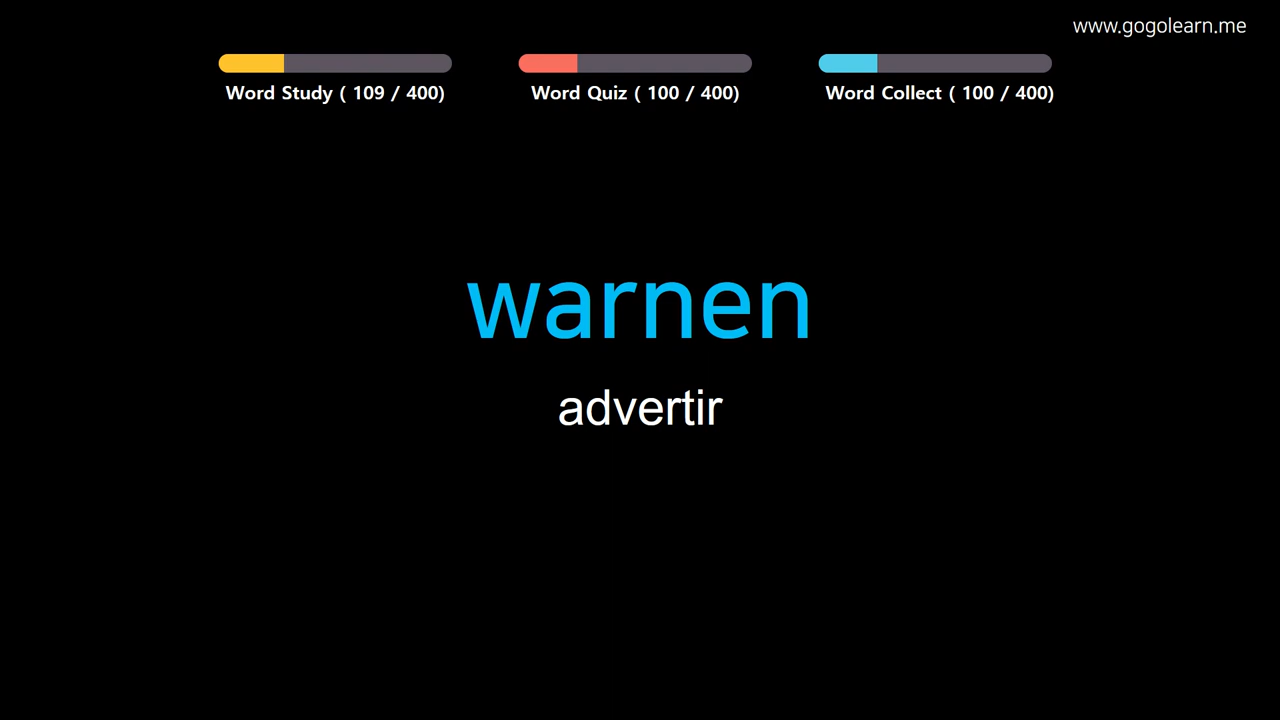 www.gogolearn.me
Word Study ( 109 / 400)
Word Quiz ( 100 / 400)
Word Collect ( 100 / 400)
warnen
advertir